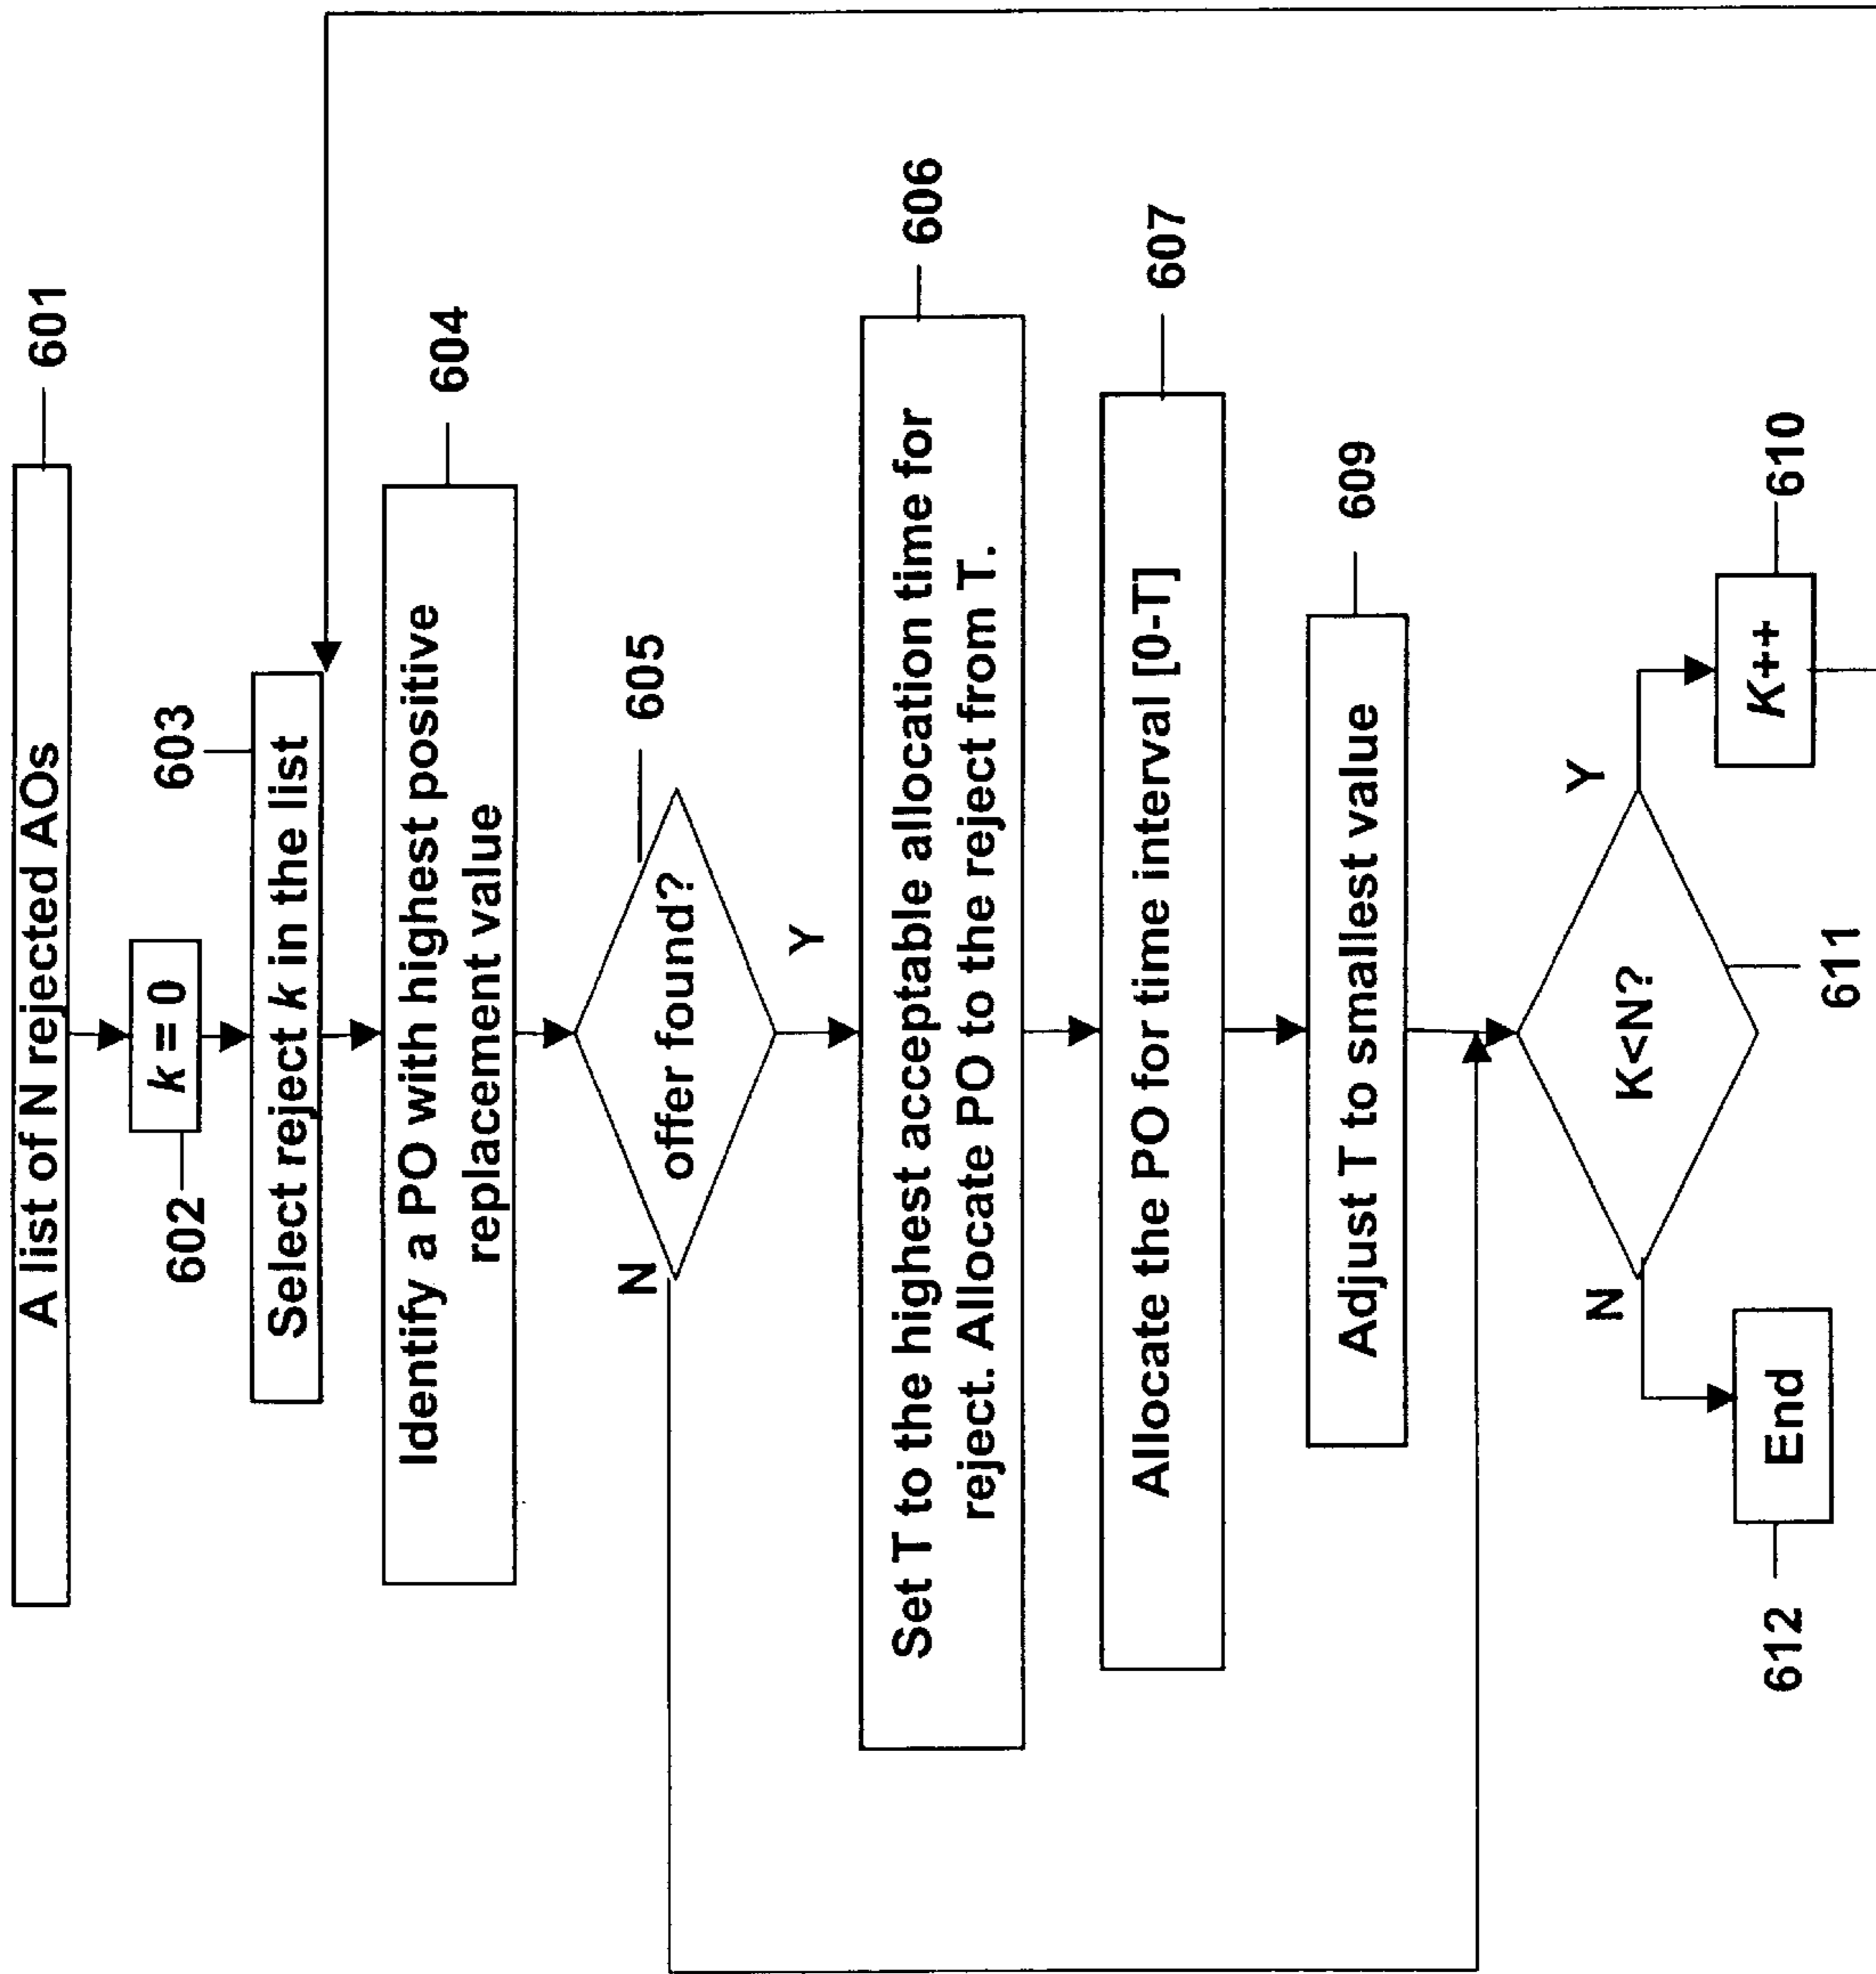 A list of N rejected AOs
601
k = 0
602
603
Select reject k in the list
Identify a PO with highest positive
replacement value
604
offer found?
605
N
Y
Set T to the highest acceptable allocation time for
reject. Allocate PO to the reject from T.
606
Allocate the PO for time interval [0-T]
607
Adjust T to smallest value
609
K<N?
611
N
Y
End
612
K++
610